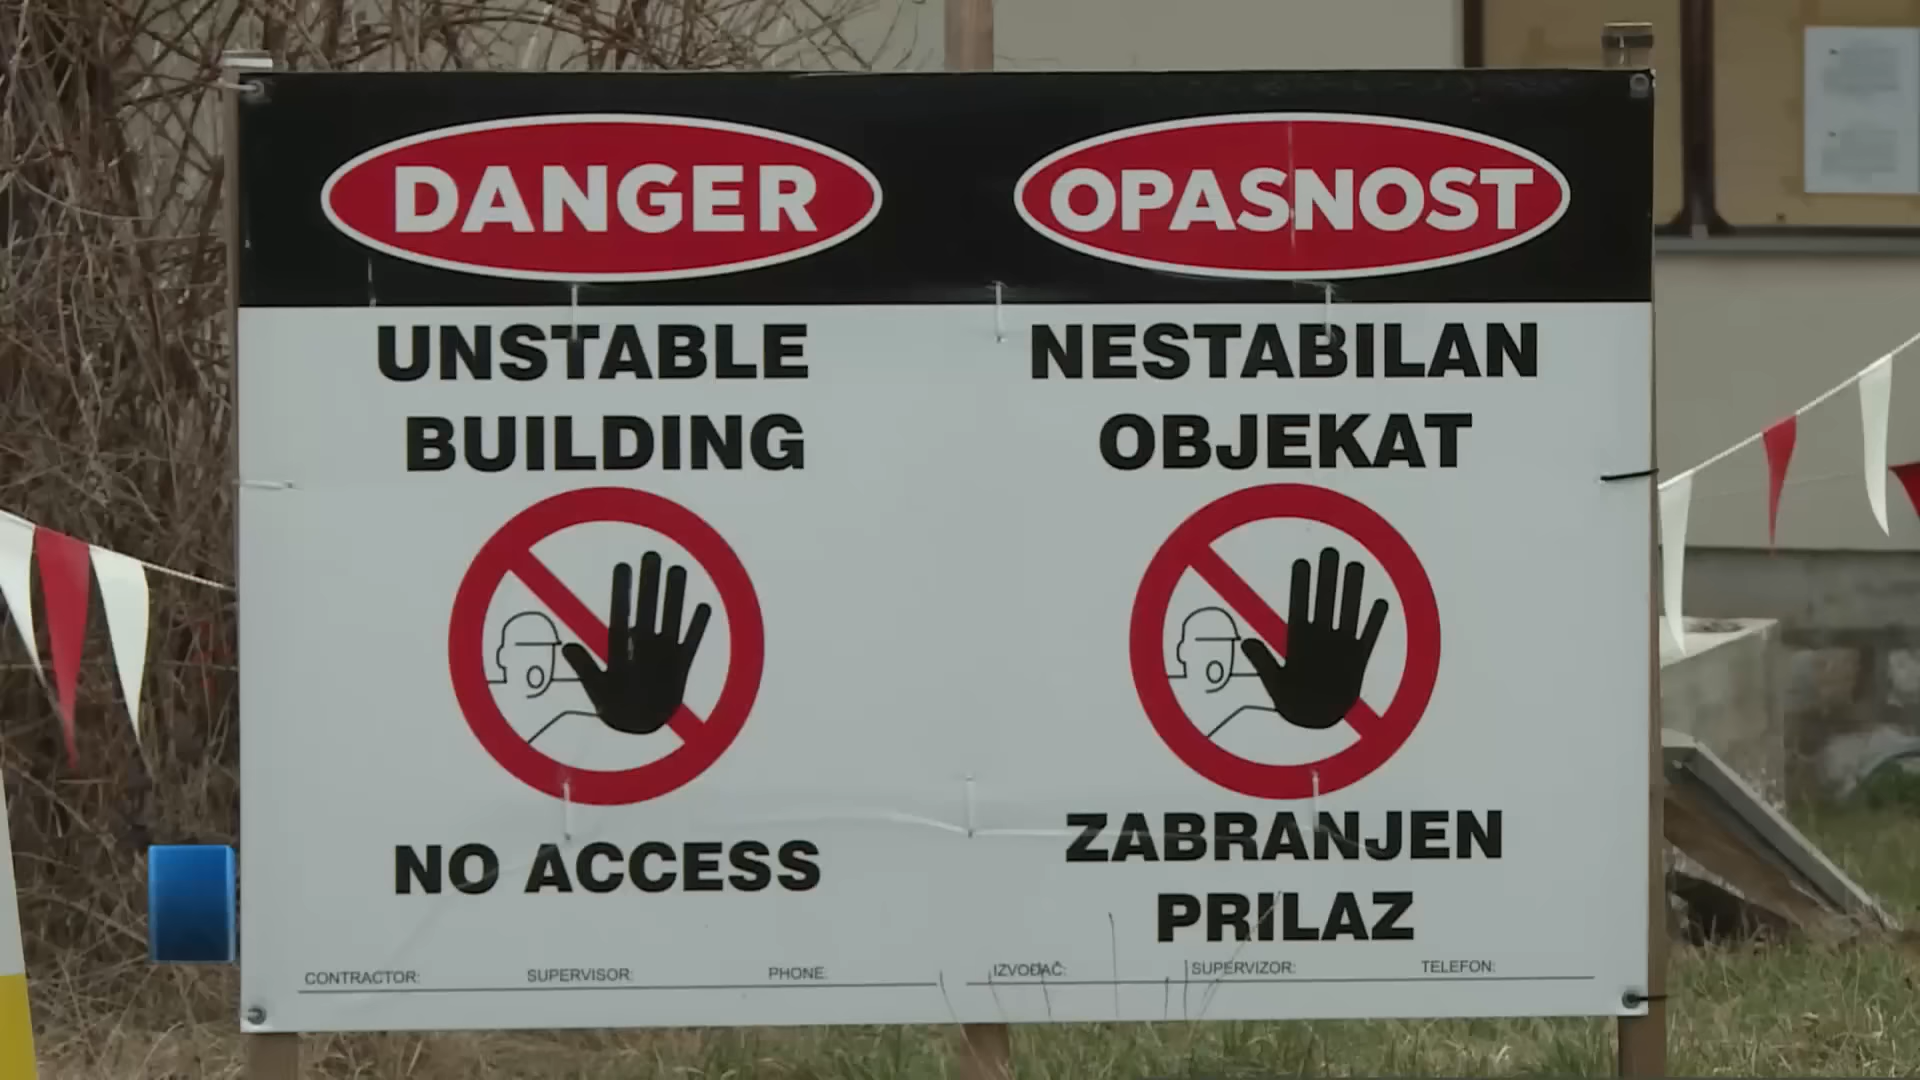 DANGER
UNSTABLE
BUILDING
NO ACCESS
CONTRACTOR: SUPERVISOR: PHONE:
OPASNOST
NESTABILAN
OBJEKAT
ZABRANJEN
PRILAZ
IZVOĐAČ: SUPERVIZOR: TELEFON: